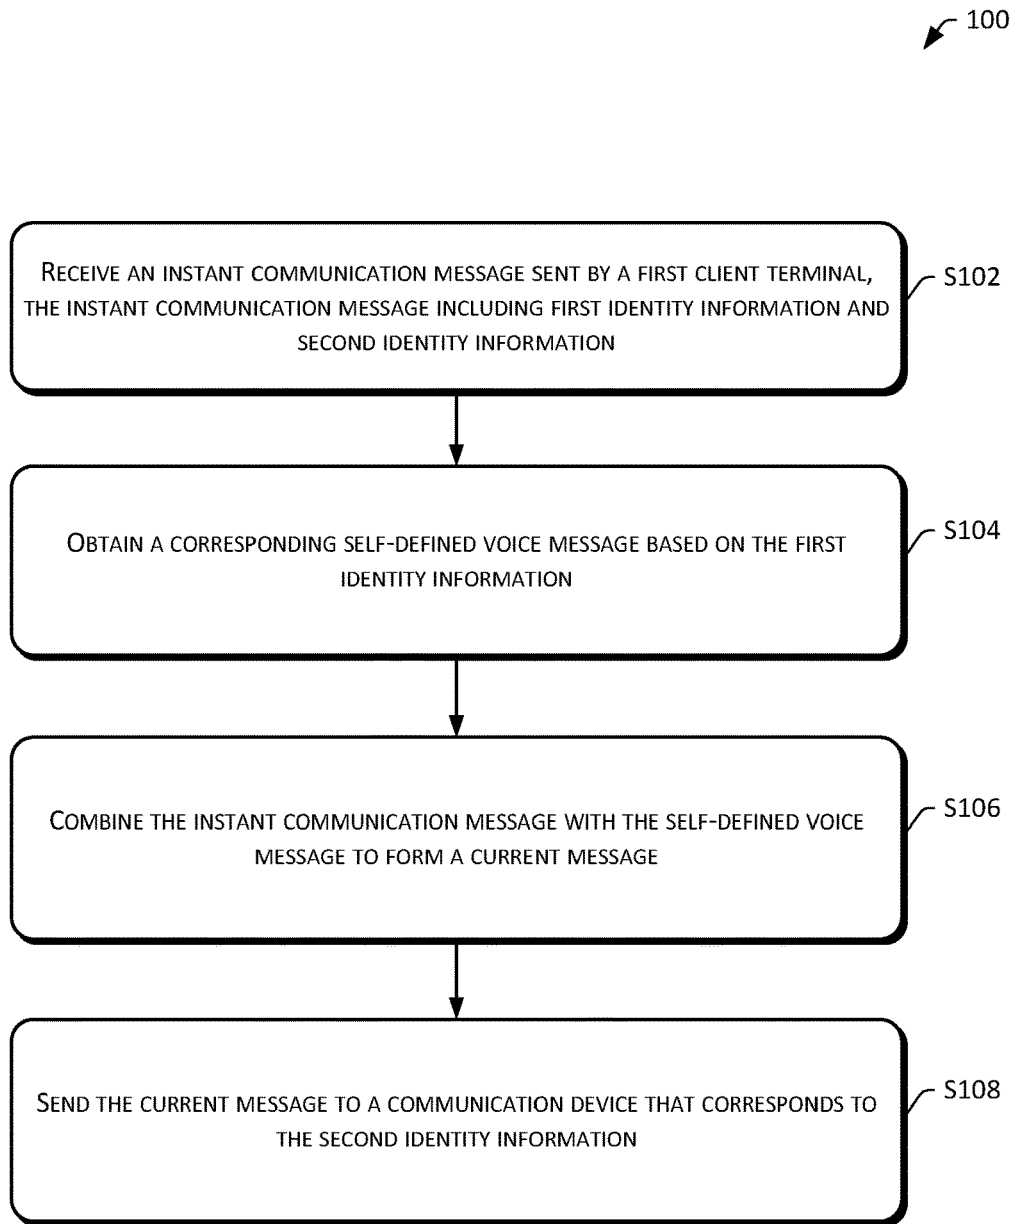 100
RECEIVE AN INSTANT COMMUNICATION MESSAGE SENT BY A FIRST CLIENT TERMINAL,
THE INSTANT COMMUNICATION MESSAGE INCLUDING FIRST IDENTITY INFORMATION AND
SECOND IDENTITY INFORMATION
S102
OBTAIN A CORRESPONDING SELF-DEFINED VOICE MESSAGE BASED ON THE FIRST
IDENTITY INFORMATION
S104
COMBINE THE INSTANT COMMUNICATION MESSAGE WITH THE SELF-DEFINED VOICE
MESSAGE TO FORM A CURRENT MESSAGE
S106
SEND THE CURRENT MESSAGE TO A COMMUNICATION DEVICE THAT CORRESPONDS TO
THE SECOND IDENTITY INFORMATION
S108